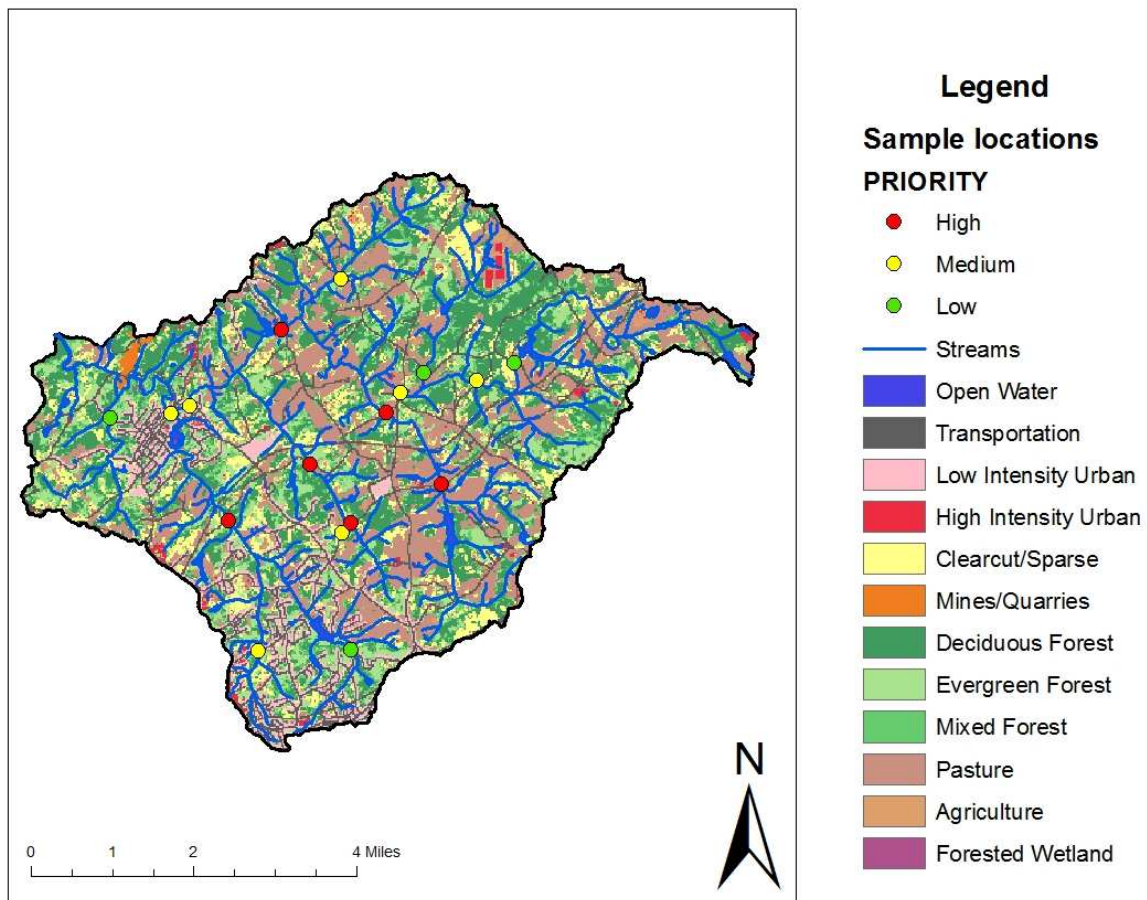 Legend
Sample locations
PRIORITY
High
Medium
Low
Streams
Open Water
Transportation
Low Intensity Urban
High Intensity Urban
Clearcut/Sparse
Mines/Quarries
Deciduous Forest
Evergreen Forest
Mixed Forest
Pasture
Agriculture
Forested Wetland
N
0 1 2 4 Miles